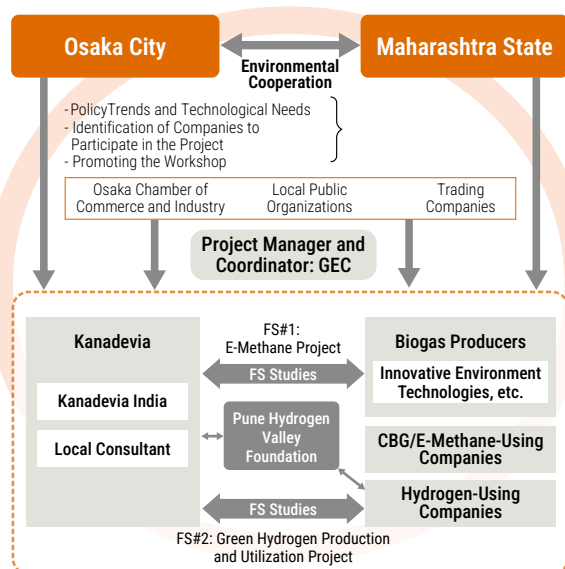 Osaka City
Maharashtra State
Environmental
Cooperation
- PolicyTrends and Technological Needs
- Identification of Companies to
Participate in the Project
- Promoting the Workshop
Osaka Chamber of
Commerce and Industry
Local Public
Organizations
Trading
Companies
Project Manager and
Coordinator: GEC
Kanadevia
Kanadevia India
Local Consultant
FS#1:
E-Methane Project
FS Studies
Pune Hydrogen
Valley
Foundation
FS Studies
FS#2: Green Hydrogen Production
and Utilization Project
Biogas Producers
Innovative Environment
Technologies, etc.
CBG/E-Methane-Using
Companies
Hydrogen-Using
Companies